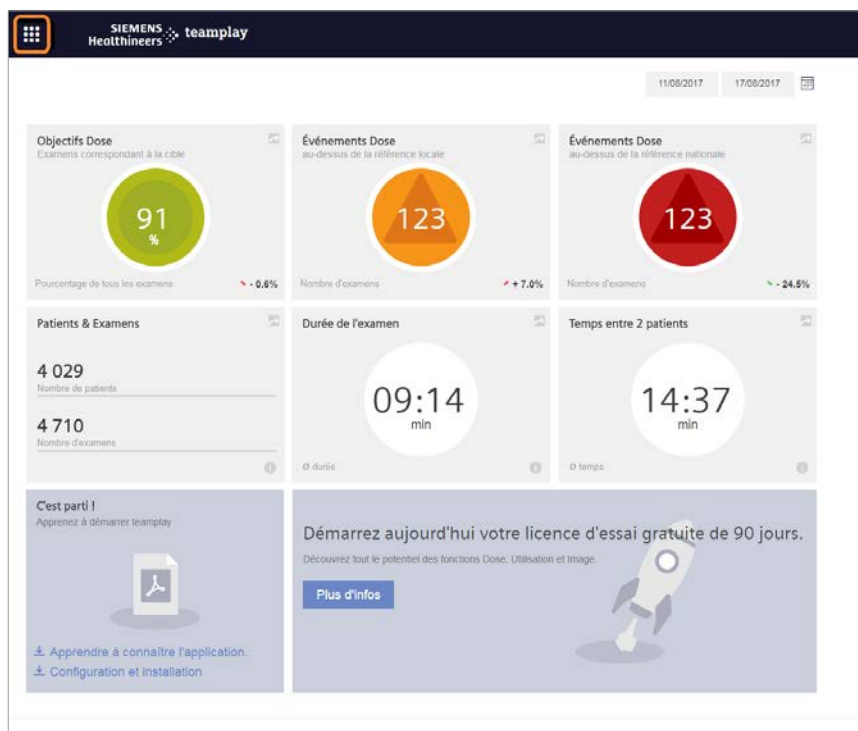 SIEMENS
Healthineers
teamplay
11/08/2017 17/08/2017
Objectifs Dose
Examens correspondant à la cible
91
%
Pourcentage de tous les examens - 0.6%
Événements Dose
au-dessus de la référence locale
123
Nombre d'examens + 7.0%
Événements Dose
au-dessus de la référence nationale
123
Nombre d'examens - 24.5%
Patients & Examens
4 029
Nombre de patients
4 710
Nombre d'examens
Durée de l'examen
09:14
min
Ø durée
Temps entre 2 patients
14:37
min
Ø temps
C'est parti !
Apprenez à démarrer teamplay
Apprendre à connaître l'application.
Configuration et installation
Démarrez aujourd'hui votre licence d'essai gratuite de 90 jours.
Découvrez tout le potentiel des fonctions Dose, Utilisation et Image.
Plus d'infos